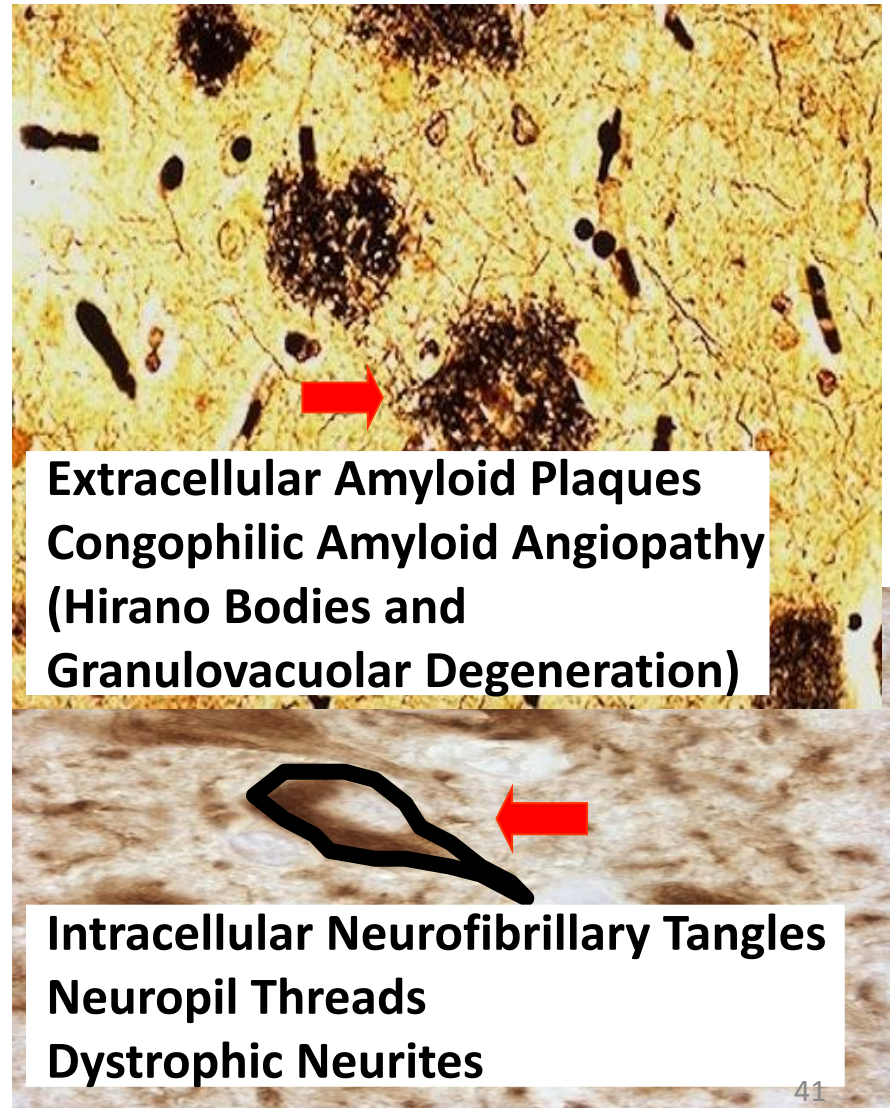 Extracellular Amyloid Plaques
Congophilic Amyloid Angiopathy
(Hirano Bodies and
Granulovacuolar Degeneration)
Intracellular Neurofibrillary Tangles
Neuropil Threads
Dystrophic Neurites
41